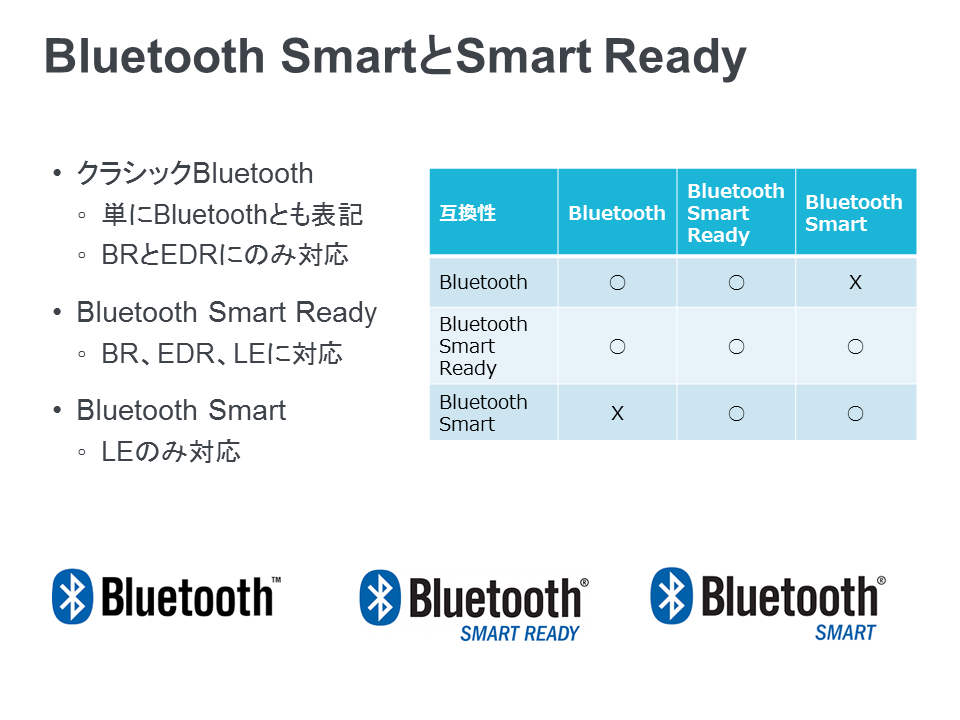 Bluetooth SmartとSmart Ready
• クラシックBluetooth
▫ 単にBluetoothとも表記
▫ BRとEDRにのみ対応
• Bluetooth Smart Ready
▫ BR、EDR、LEに対応
• Bluetooth Smart
▫ LEのみ対応
互換性 Bluetooth Bluetooth Smart Ready Bluetooth Smart
Bluetooth ○ ○ X
Bluetooth Smart Ready ○ ○ ○
Bluetooth Smart X ○ ○
Bluetooth™
Bluetooth®
SMART READY
Bluetooth®
SMART